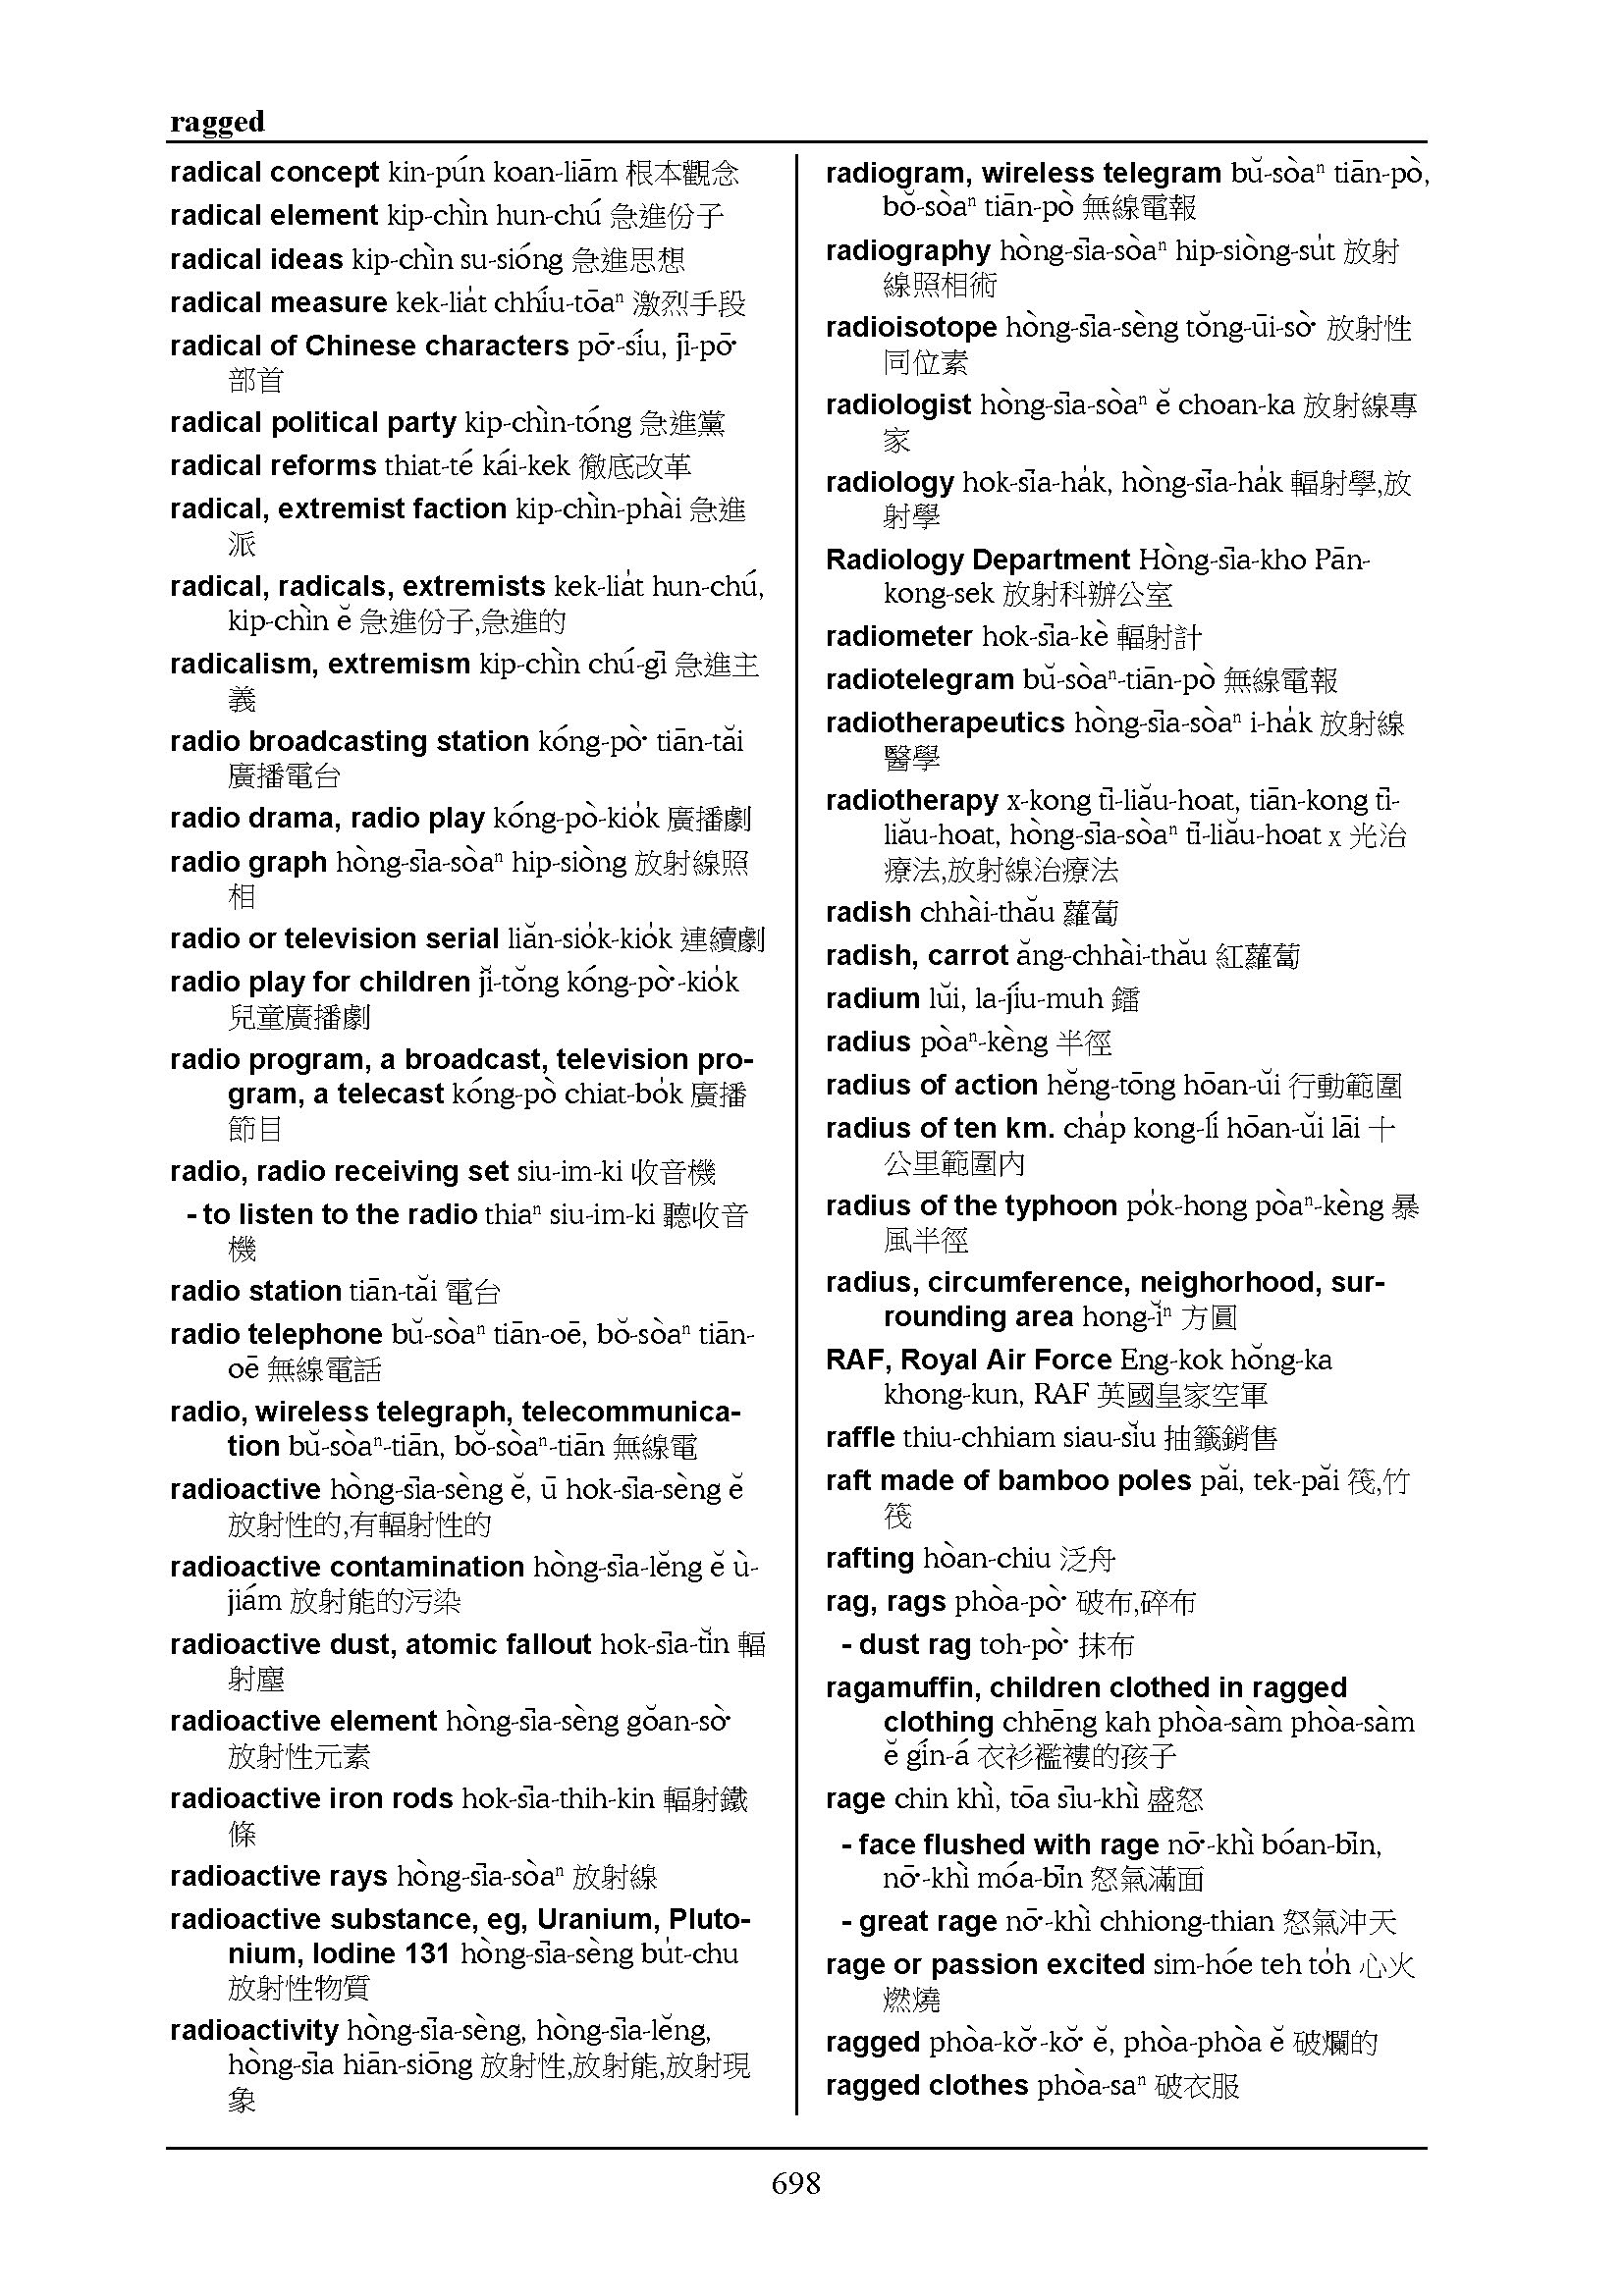 ragged
radical concept kin-pún koan-liām 根本觀念
radical element kip-chìn hun-chú 急進份子
radical ideas kip-chìn su-sióng 急進思想
radical measure kek-lia̍t chhíu-tōaⁿ 激烈手段
radical of Chinese characters pō͘-síu, jī-pō͘
部首
radical political party kip-chìn-tóng 急進黨
radical reforms thiat-té kái-kek 徹底改革
radical, extremist faction kip-chìn-phài 急進
派
radical, radicals, extremists kek-lia̍t hun-chú,
kip-chìn ĕ 急進份子,急進的
radicalism, extremism kip-chìn chú-gī 急進主
義
radio broadcasting station kóng-pò͘ tiān-tăi
廣播電台
radio drama, radio play kóng-pò-kio̍k 廣播劇
radio graph hòng-sīa-sòaⁿ hip-siòng 放射線照
相
radio or television serial liăn-sio̍k-kio̍k 連續劇
radio play for children jĭ-tŏng kóng-pò͘-kio̍k
兒童廣播劇
radio program, a broadcast, television pro-
gram, a telecast kóng-pò chiat-bo̍k 廣播
節目
radio, radio receiving set siu-im-ki 收音機
- to listen to the radio thiaⁿ siu-im-ki 聽收音
機
radio station tiān-tăi 電台
radio telephone bŭ-sòaⁿ tiān-oē, bŏ-sòaⁿ tiān-
oē 無線電話
radio, wireless telegraph, telecommunica-
tion bŭ-sòaⁿ-tiān, bŏ-sòaⁿ-tiān 無線電
radioactive hòng-sīa-sèng ĕ, ū hok-sīa-sèng ĕ
放射性的,有輻射性的
radioactive contamination hòng-sīa-lĕng ĕ ù-
jiám 放射能的污染
radioactive dust, atomic fallout hok-sīa-tĭn 輻
射塵
radioactive element hòng-sīa-sèng gŏan-sò͘
放射性元素
radioactive iron rods hok-sīa-thih-kin 輻射鐵
條
radioactive rays hòng-sīa-sòaⁿ 放射線
radioactive substance, eg, Uranium, Pluto-
nium, Iodine 131 hòng-sīa-sèng bu̍t-chu
放射性物質
radioactivity hòng-sīa-sèng, hòng-sīa-lĕng,
hòng-sīa hiān-siōng 放射性,放射能,放射現
象
radiogram, wireless telegram bŭ-sòaⁿ tiān-pò,
bŏ-sòaⁿ tiān-pò 無線電報
radiography hòng-sīa-sòaⁿ hip-siòng-su̍t 放射
線照相術
radioisotope hòng-sīa-sèng tŏng-ūi-sò͘ 放射性
同位素
radiologist hòng-sīa-sòaⁿ ĕ choan-ka 放射線專
家
radiology hok-sīa-ha̍k, hòng-sīa-ha̍k 輻射學,放
射學
Radiology Department Hòng-sīa-kho Pān-
kong-sek 放射科辦公室
radiometer hok-sīa-kè 輻射計
radiotelegram bŭ-sòaⁿ-tiān-pò 無線電報
radiotherapeutics hòng-sīa-sòaⁿ i-ha̍k 放射線
醫學
radiotherapy x-kong tī-liău-hoat, tiān-kong tī-
liău-hoat, hòng-sīa-sòaⁿ tī-liău-hoat x 光治
療法,放射線治療法
radish chhài-thău 蘿蔔
radish, carrot ăng-chhài-thău 紅蘿蔔
radium lŭi, la-jíu-muh 鐳
radius pòaⁿ-kèng 半徑
radius of action hĕng-tōng hōan-ŭi 行動範圍
radius of ten km. cha̍p kong-lí hōan-ŭi lāi 十
公里範圍內
radius of the typhoon po̍k-hong pòaⁿ-kèng 暴
風半徑
radius, circumference, neighorhood, sur-
rounding area hong-ĭⁿ 方圓
RAF, Royal Air Force Eng-kok hŏng-ka
khong-kun, RAF 英國皇家空軍
raffle thiu-chhiam siau-sĭu 抽籤銷售
raft made of bamboo poles păi, tek-păi 筏,竹
筏
rafting hòan-chiu 泛舟
rag, rags phòa-pò͘ 破布,碎布
- dust rag toh-pò͘ 抹布
ragamuffin, children clothed in ragged
clothing chhēng kah phòa-sàm phòa-sàm
ĕ gín-á 衣衫襤褸的孩子
rage chin khì, tōa sīu-khì 盛怒
- face flushed with rage nō͘-khì bóan-bīn,
nō͘-khì móa-bīn 怒氣滿面
- great rage nō͘-khì chhiong-thian 怒氣沖天
rage or passion excited sim-hóe teh to̍h 心火
燃燒
ragged phòa-kŏ͘-kŏ͘ ĕ, phòa-phòa ĕ 破爛的
ragged clothes phòa-saⁿ 破衣服
698